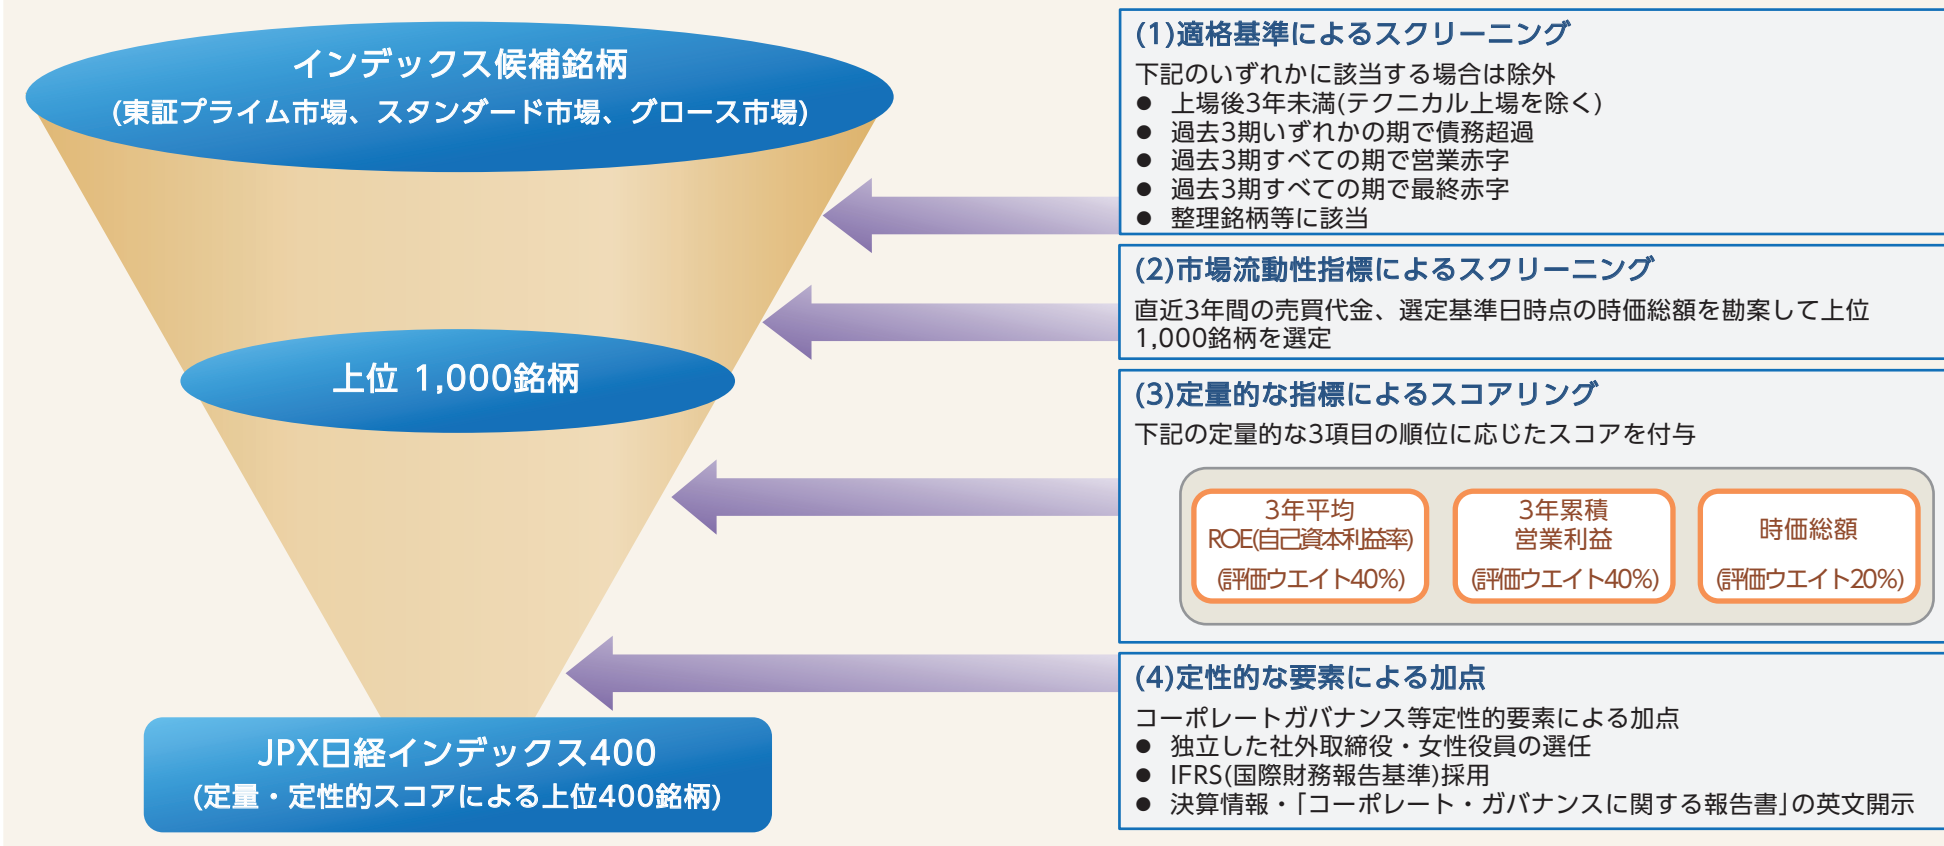 インデックス候補銘柄
(東証プライム市場、スタンダード市場、グロース市場)
上位 1,000銘柄
JPX日経インデックス400
(定量・定性的スコアによる上位400銘柄)
(1)適格基準によるスクリーニング
下記のいずれかに該当する場合は除外
● 上場後3年未満(テクニカル上場を除く)
● 過去3期いずれかの期で債務超過
● 過去3期すべての期で営業赤字
● 過去3期すべての期で最終赤字
● 整理銘柄等に該当
(2)市場流動性指標によるスクリーニング
直近3年間の売買代金、選定基準日時点の時価総額を勘案して上位
1,000銘柄を選定
(3)定量的な指標によるスコアリング
下記の定量的な3項目の順位に応じたスコアを付与
3年平均
ROE(自己資本利益率)
(評価ウエイト40%)
3年累積
営業利益
(評価ウエイト40%)
時価総額
(評価ウエイト20%)
(4)定性的な要素による加点
コーポレートガバナンス等定性的要素による加点
● 独立した社外取締役・女性役員の選任
● IFRS(国際財務報告基準)採用
● 決算情報・｢コーポレート・ガバナンスに関する報告書｣の英文開示